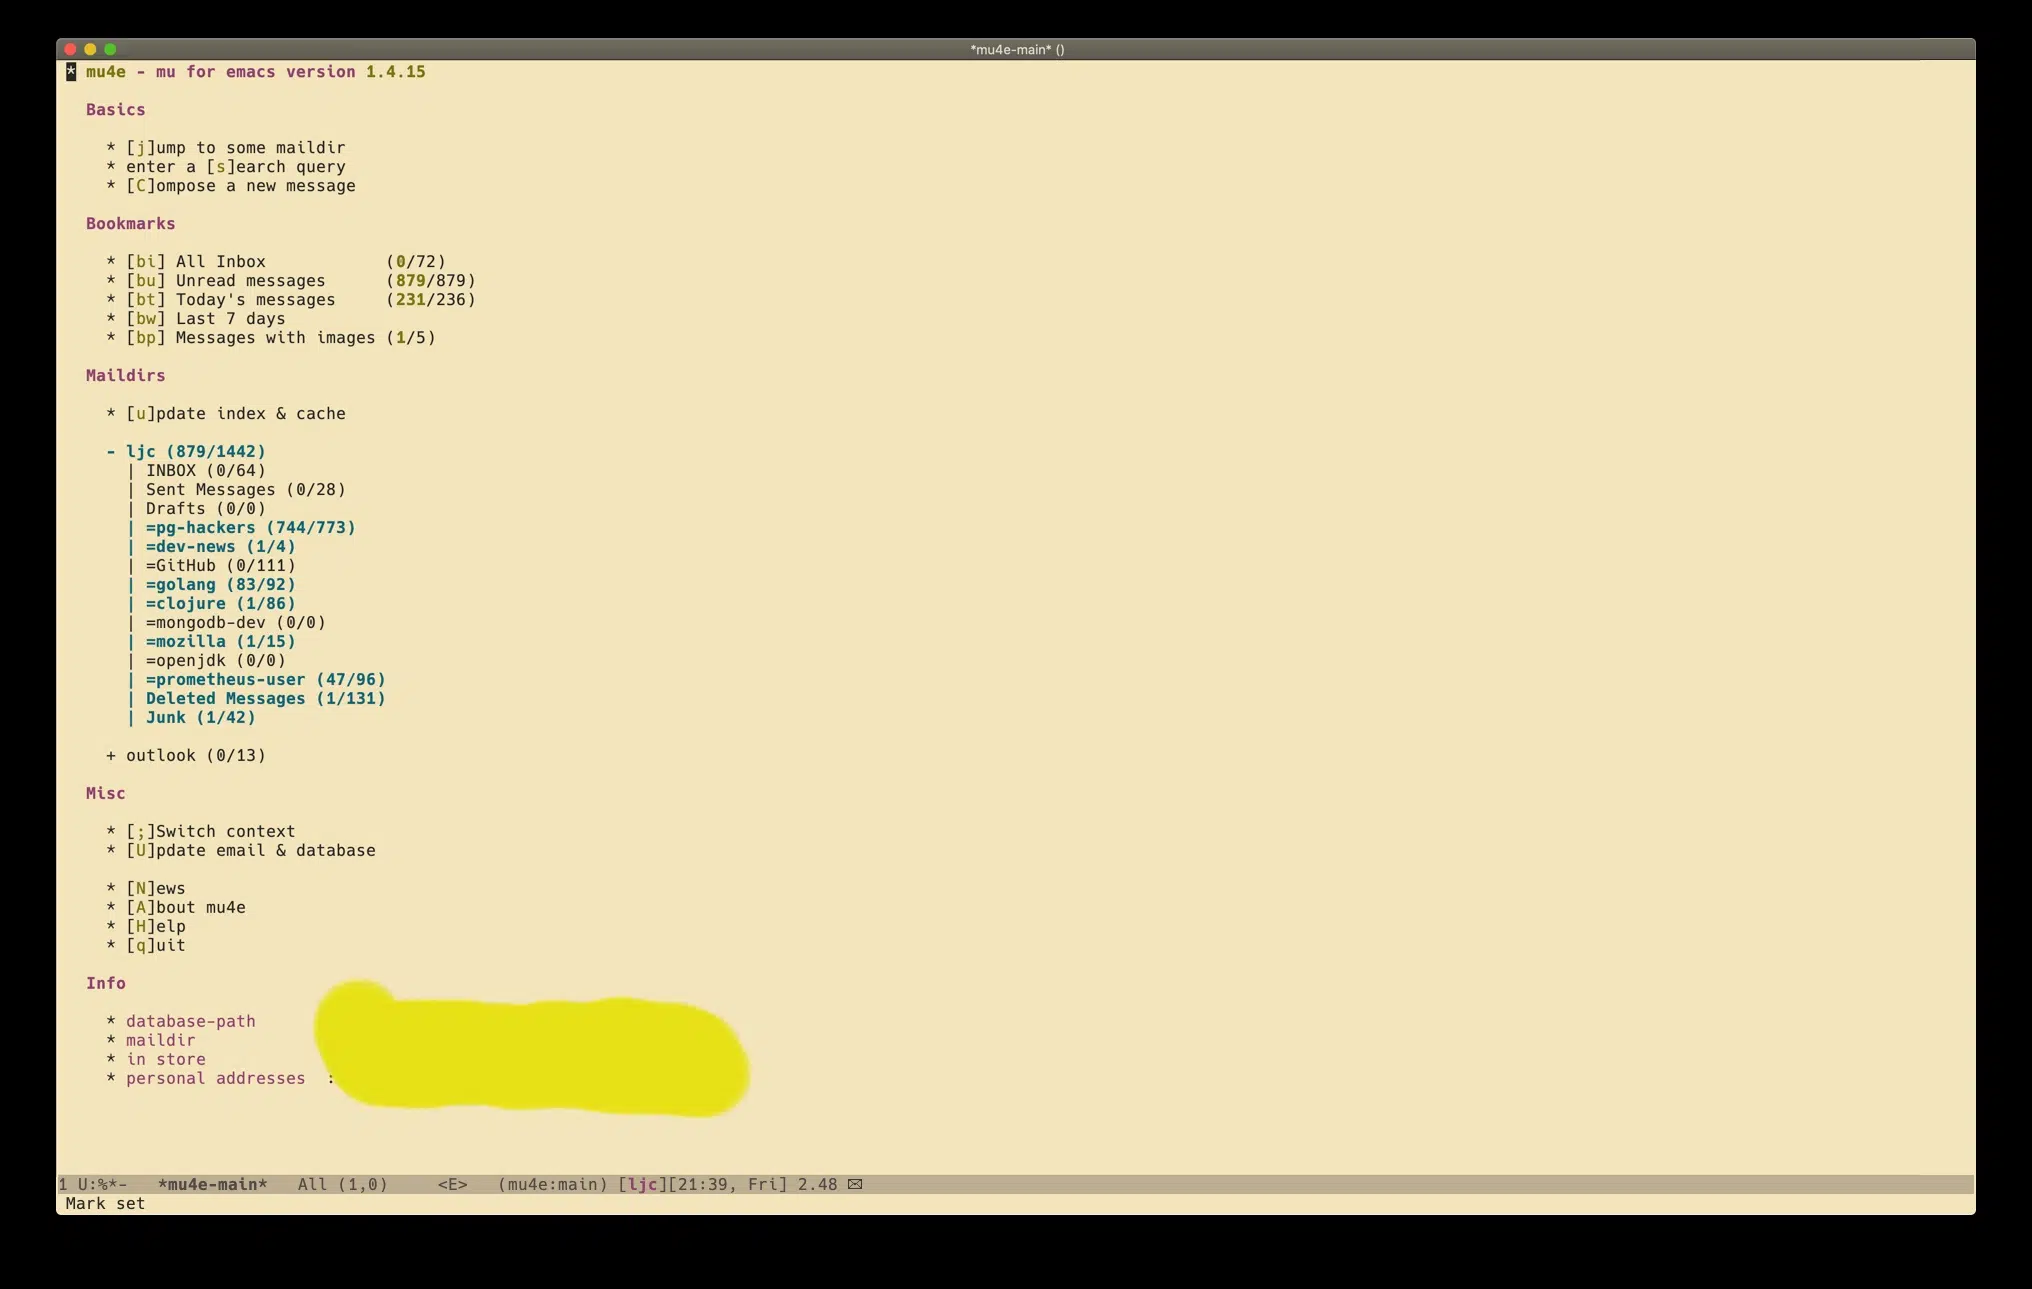 *mu4e-main* ()
* mu4e - mu for emacs version 1.4.15
Basics
* [j]ump to some maildir
* enter a [s]earch query
* [C]ompose a new message
Bookmarks
* [bi] All Inbox (0/72)
* [bu] Unread messages (879/879)
* [bt] Today's messages (231/236)
* [bw] Last 7 days
* [bp] Messages with images (1/5)
Maildirs
* [u]pdate index & cache
- ljc (879/1442)
| INBOX (0/64)
| Sent Messages (0/28)
| Drafts (0/0)
| =pg-hackers (744/773)
| =dev-news (1/4)
| =GitHub (0/111)
| =golang (83/92)
| =clojure (1/86)
| =mongodb-dev (0/0)
| =mozilla (1/15)
| =openjdk (0/0)
| =prometheus-user (47/96)
| Deleted Messages (1/131)
| Junk (1/42)
+ outlook (0/13)
Misc
* [;]Switch context
* [U]pdate email & database
* [N]ews
* [A]bout mu4e
* [H]elp
* [q]uit
Info
* database-path
* maildir
* in store
* personal addresses :
1 U:%*- *mu4e-main* All (1,0) <E> (mu4e:main) [ljc][21:39, Fri] 2.48 ✉
Mark set